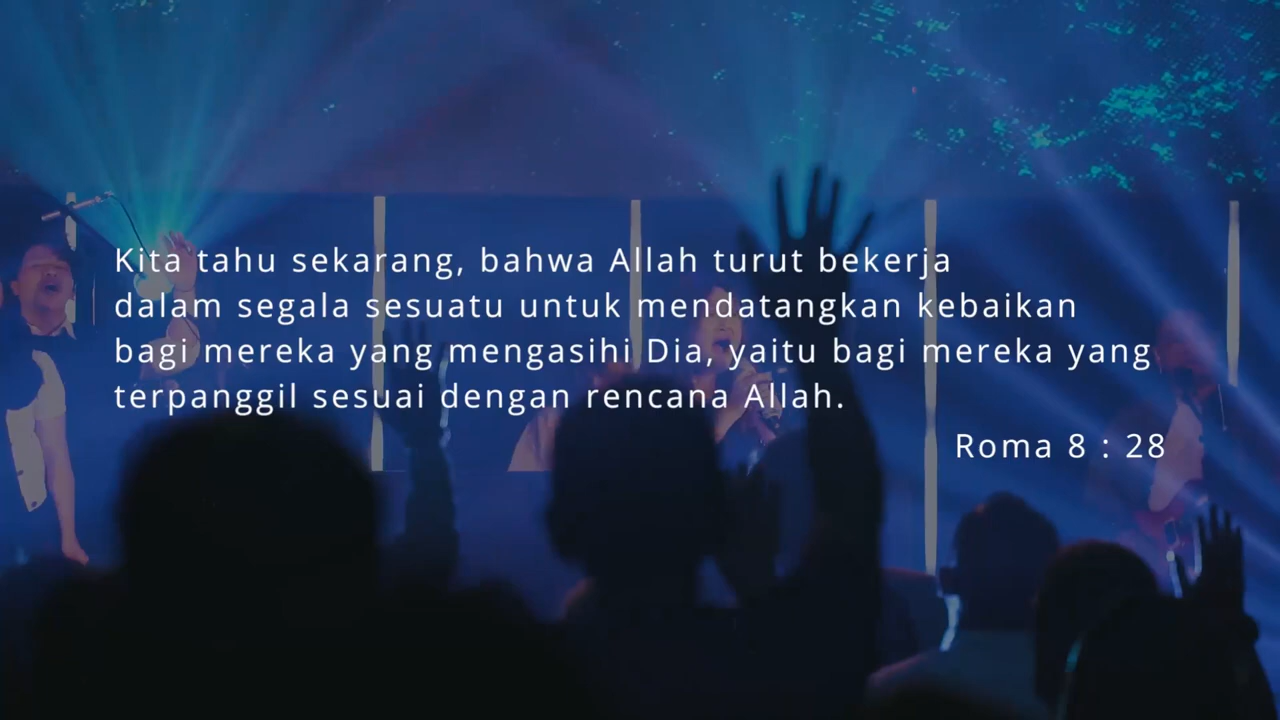 Kita tahu sekarang, bahwa Allah turut bekerja
dalam segala sesuatu untuk mendatangkan kebaikan
bagi mereka yang mengasihi Dia, yaitu bagi mereka yang
terpanggil sesuai dengan rencana Allah.
Roma 8 : 28